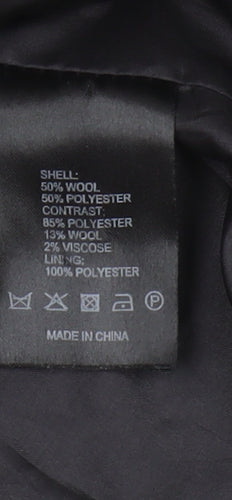 SHELL:
50% WOOL
50% POLYESTER
CONTRAST:
85% POLYESTER
13% WOOL
2% VISCOSE
LINING:
100% POLYESTER
P
MADE IN CHINA